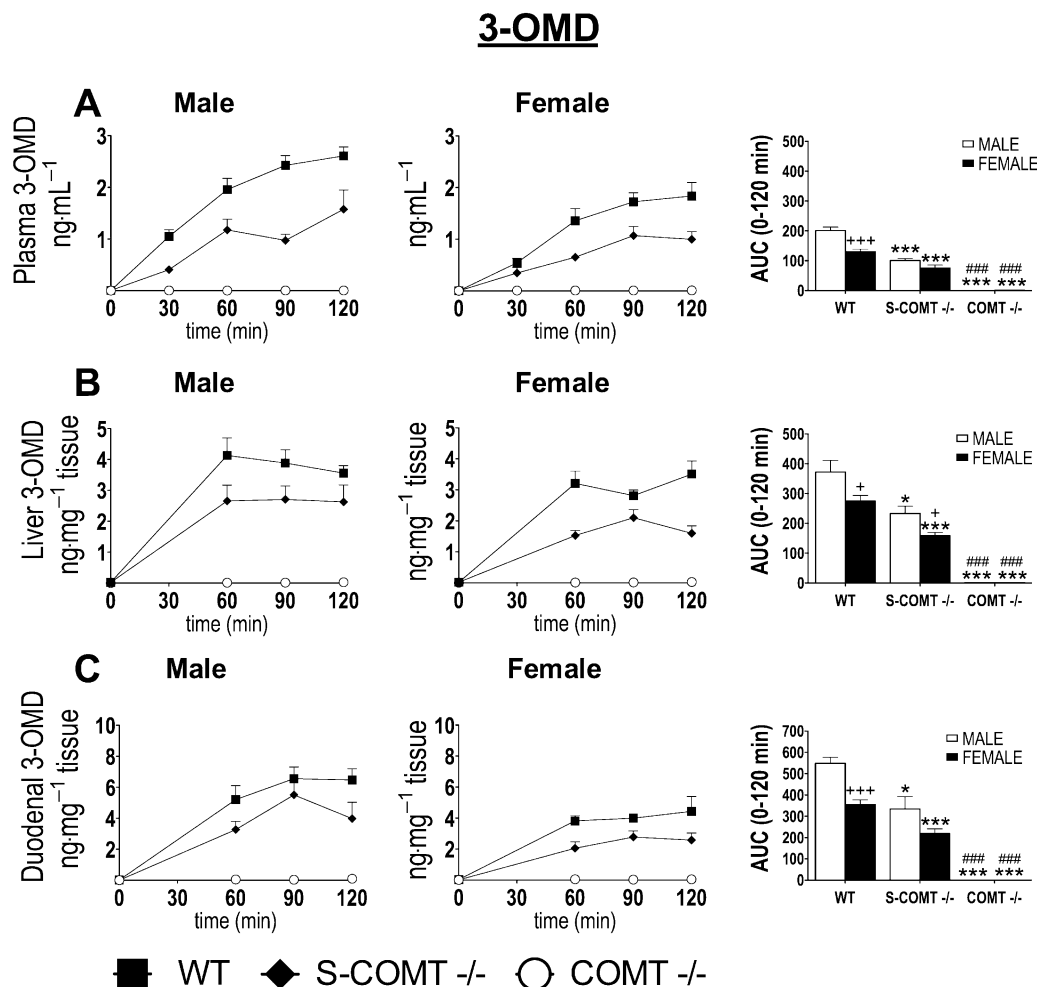 3-OMD
A
Male
Female
Plasma 3-OMD
ng·mL⁻¹
3
2
1
0 30 60 90 120
time (min)
3
2
1
0 30 60 90 120
time (min)
AUC (0-120 min)
500
400
300
200
100
0
MALE
FEMALE
+++
***
***
###
***
###
***
WT S-COMT -/- COMT -/-
B
Male
Female
Liver 3-OMD
ng·mg⁻¹ tissue
5
4
3
2
1
0 30 60 90 120
time (min)
ng·mg⁻¹ tissue
5
4
3
2
1
0 30 60 90 120
time (min)
AUC (0-120 min)
500
400
300
200
100
0
MALE
FEMALE
+
*
+
***
###
***
###
***
WT S-COMT -/- COMT -/-
C
Male
Female
Duodenal 3-OMD
ng·mg⁻¹ tissue
10
8
6
4
2
0 30 60 90 120
time (min)
ng·mg⁻¹ tissue
10
8
6
4
2
0 30 60 90 120
time (min)
AUC (0-120 min)
700
600
500
400
300
200
100
0
MALE
FEMALE
+++
*
***
###
***
###
***
WT S-COMT -/- COMT -/-
WT S-COMT -/- COMT -/-